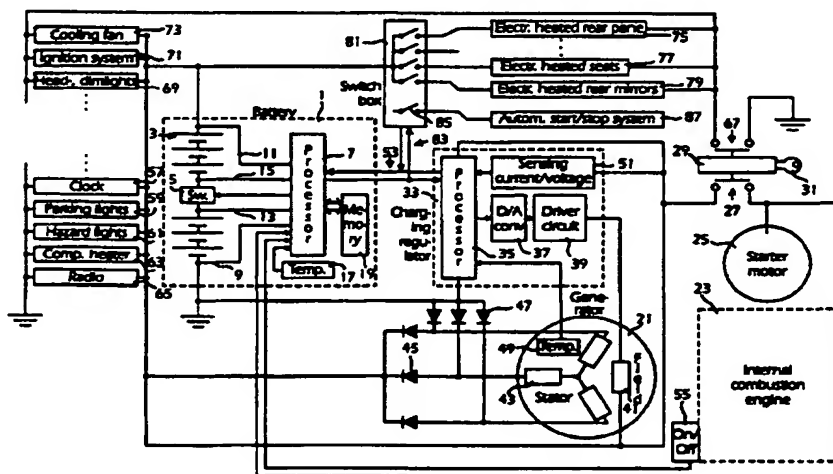 Cooling fan
73
Ignition system
71
Head-, dimlights
69
Clock
57
Parking lights
59
Hazard lights
61
Comp. heater
63
Radio
65
Battery
1
3
5
Sw.
11
15
13
9
Processor
7
Memory
19
Temp.
17
53
81
Switch box
85
83
Electr. heated rear pane
75
Electr. heated seats
77
Electr. heated rear mirrors
79
Autom. start/stop system
87
33
Charging regulator
Processor
35
Sensing current/voltage
51
D/A conv
37
Driver circuit
39
47
45
Generator
21
49
Temp.
43
Stator
Field
41
67
29
31
27
25
Starter motor
23
Internal combustion engine
55
On/Off